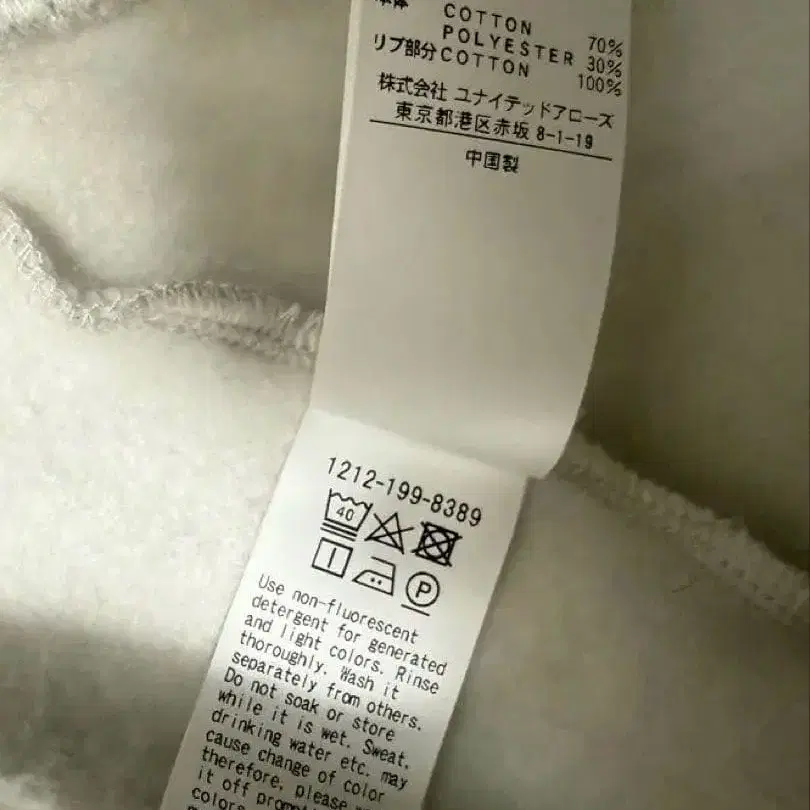 本体 COTTON 70%
POLYESTER 30%
リブ部分 COTTON 100%
株式会社 ユナイテッドアローズ
東京都港区赤坂 8-1-19
中国製
1212-199-8389
40
P
Use non-fluorescent
detergent for generated
and light colors. Rinse
thoroughly. Wash it
separately from others.
Do not soak or store
while it is wet. Sweat,
drinking water etc. may
cause change of color
therefore, please
it off
colors